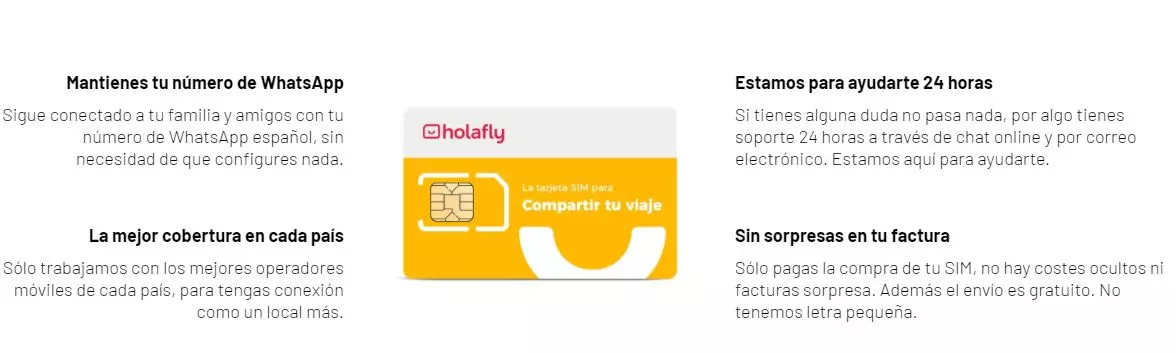 Mantienes tu número de WhatsApp
Sigue conectado a tu familia y amigos con tu
número de WhatsApp español, sin
necesidad de que configures nada.
La mejor cobertura en cada país
Sólo trabajamos con los mejores operadores
móviles de cada país, para tengas conexión
como un local más.
holafly
La tarjeta SIM para
Compartir tu viaje
Estamos para ayudarte 24 horas
Si tienes alguna duda no pasa nada, por algo tienes
soporte 24 horas a través de chat online y por correo
electrónico. Estamos aquí para ayudarte.
Sin sorpresas en tu factura
Sólo pagas la compra de tu SIM, no hay costes ocultos ni
facturas sorpresa. Además el envío es gratuito. No
tenemos letra pequeña.